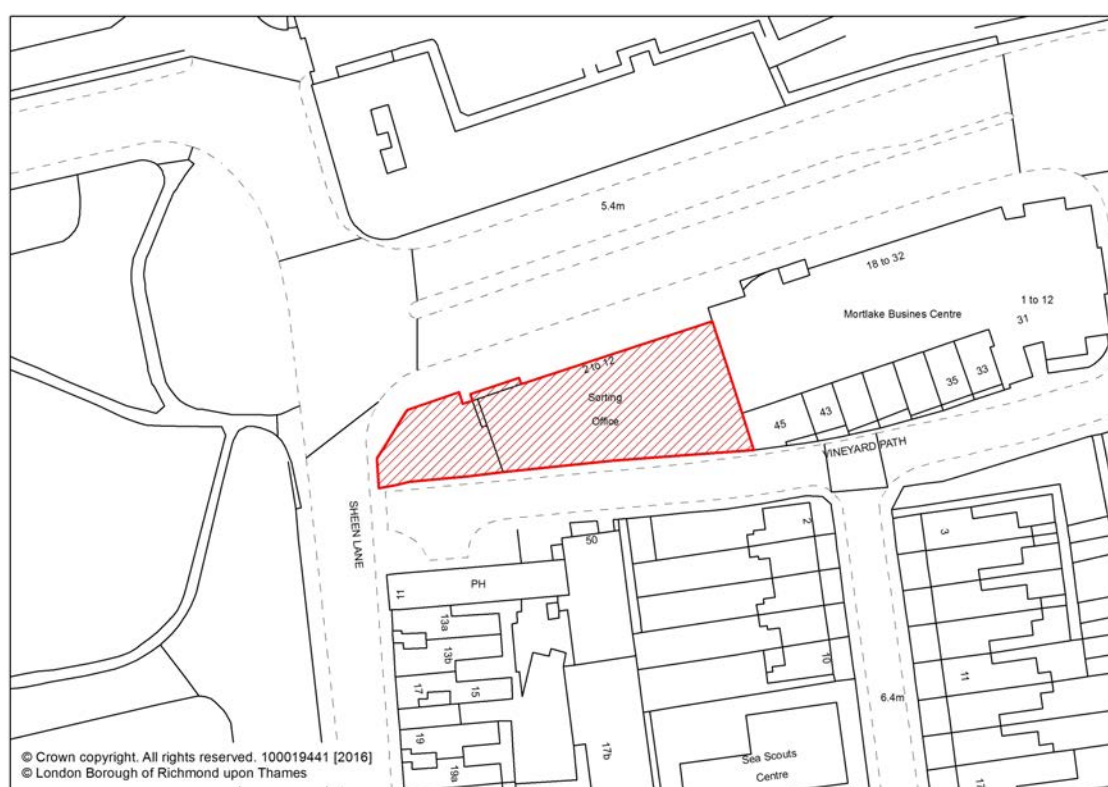 5.4m
18 to 32
1 to 12
Mortlake Busines Centre
31
2 to 12
Sorting
Office
33
35
43
45
VINEYARD PATH
SHEEN LANE
50
2
3
PH
11
13a
13b
10
11
17
15
6.4m
19
17b
Sea Scouts
Centre
19a
17
© Crown copyright. All rights reserved. 100019441 [2016]
© London Borough of Richmond upon Thames